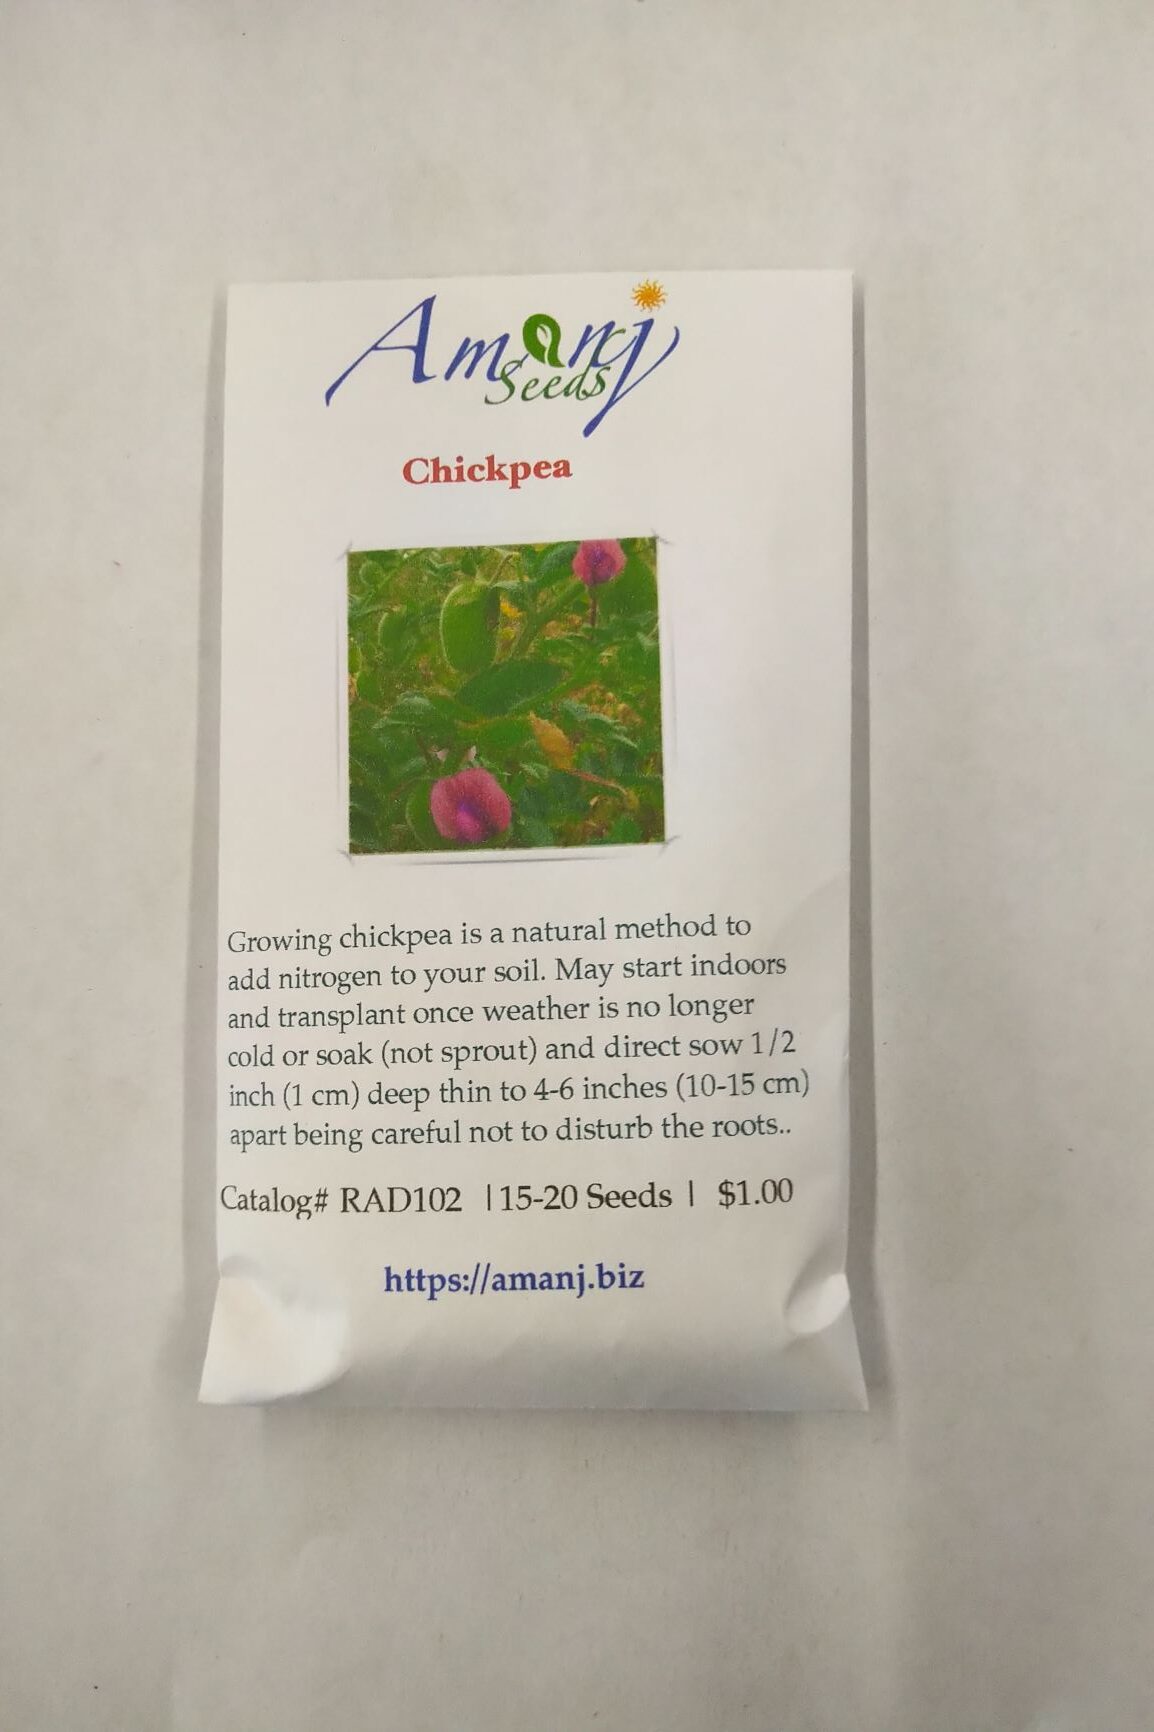 Amanj
Seeds
Chickpea
Growing chickpea is a natural method to
add nitrogen to your soil. May start indoors
and transplant once weather is no longer
cold or soak (not sprout) and direct sow 1/2
inch (1 cm) deep thin to 4-6 inches (10-15 cm)
apart being careful not to disturb the roots..
Catalog# RAD102 | 15-20 Seeds | $1.00
https://amanj.biz